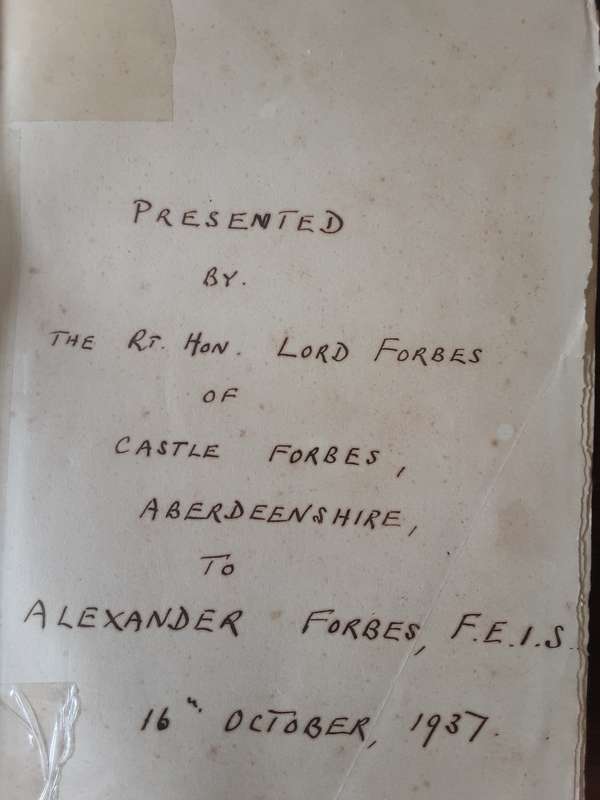 PRESENTED
BY.
THE RT. HON. LORD FORBES
OF
CASTLE FORBES,
ABERDEENSHIRE,
TO
ALEXANDER FORBES, F.E.I.S.
16th OCTOBER, 1937.